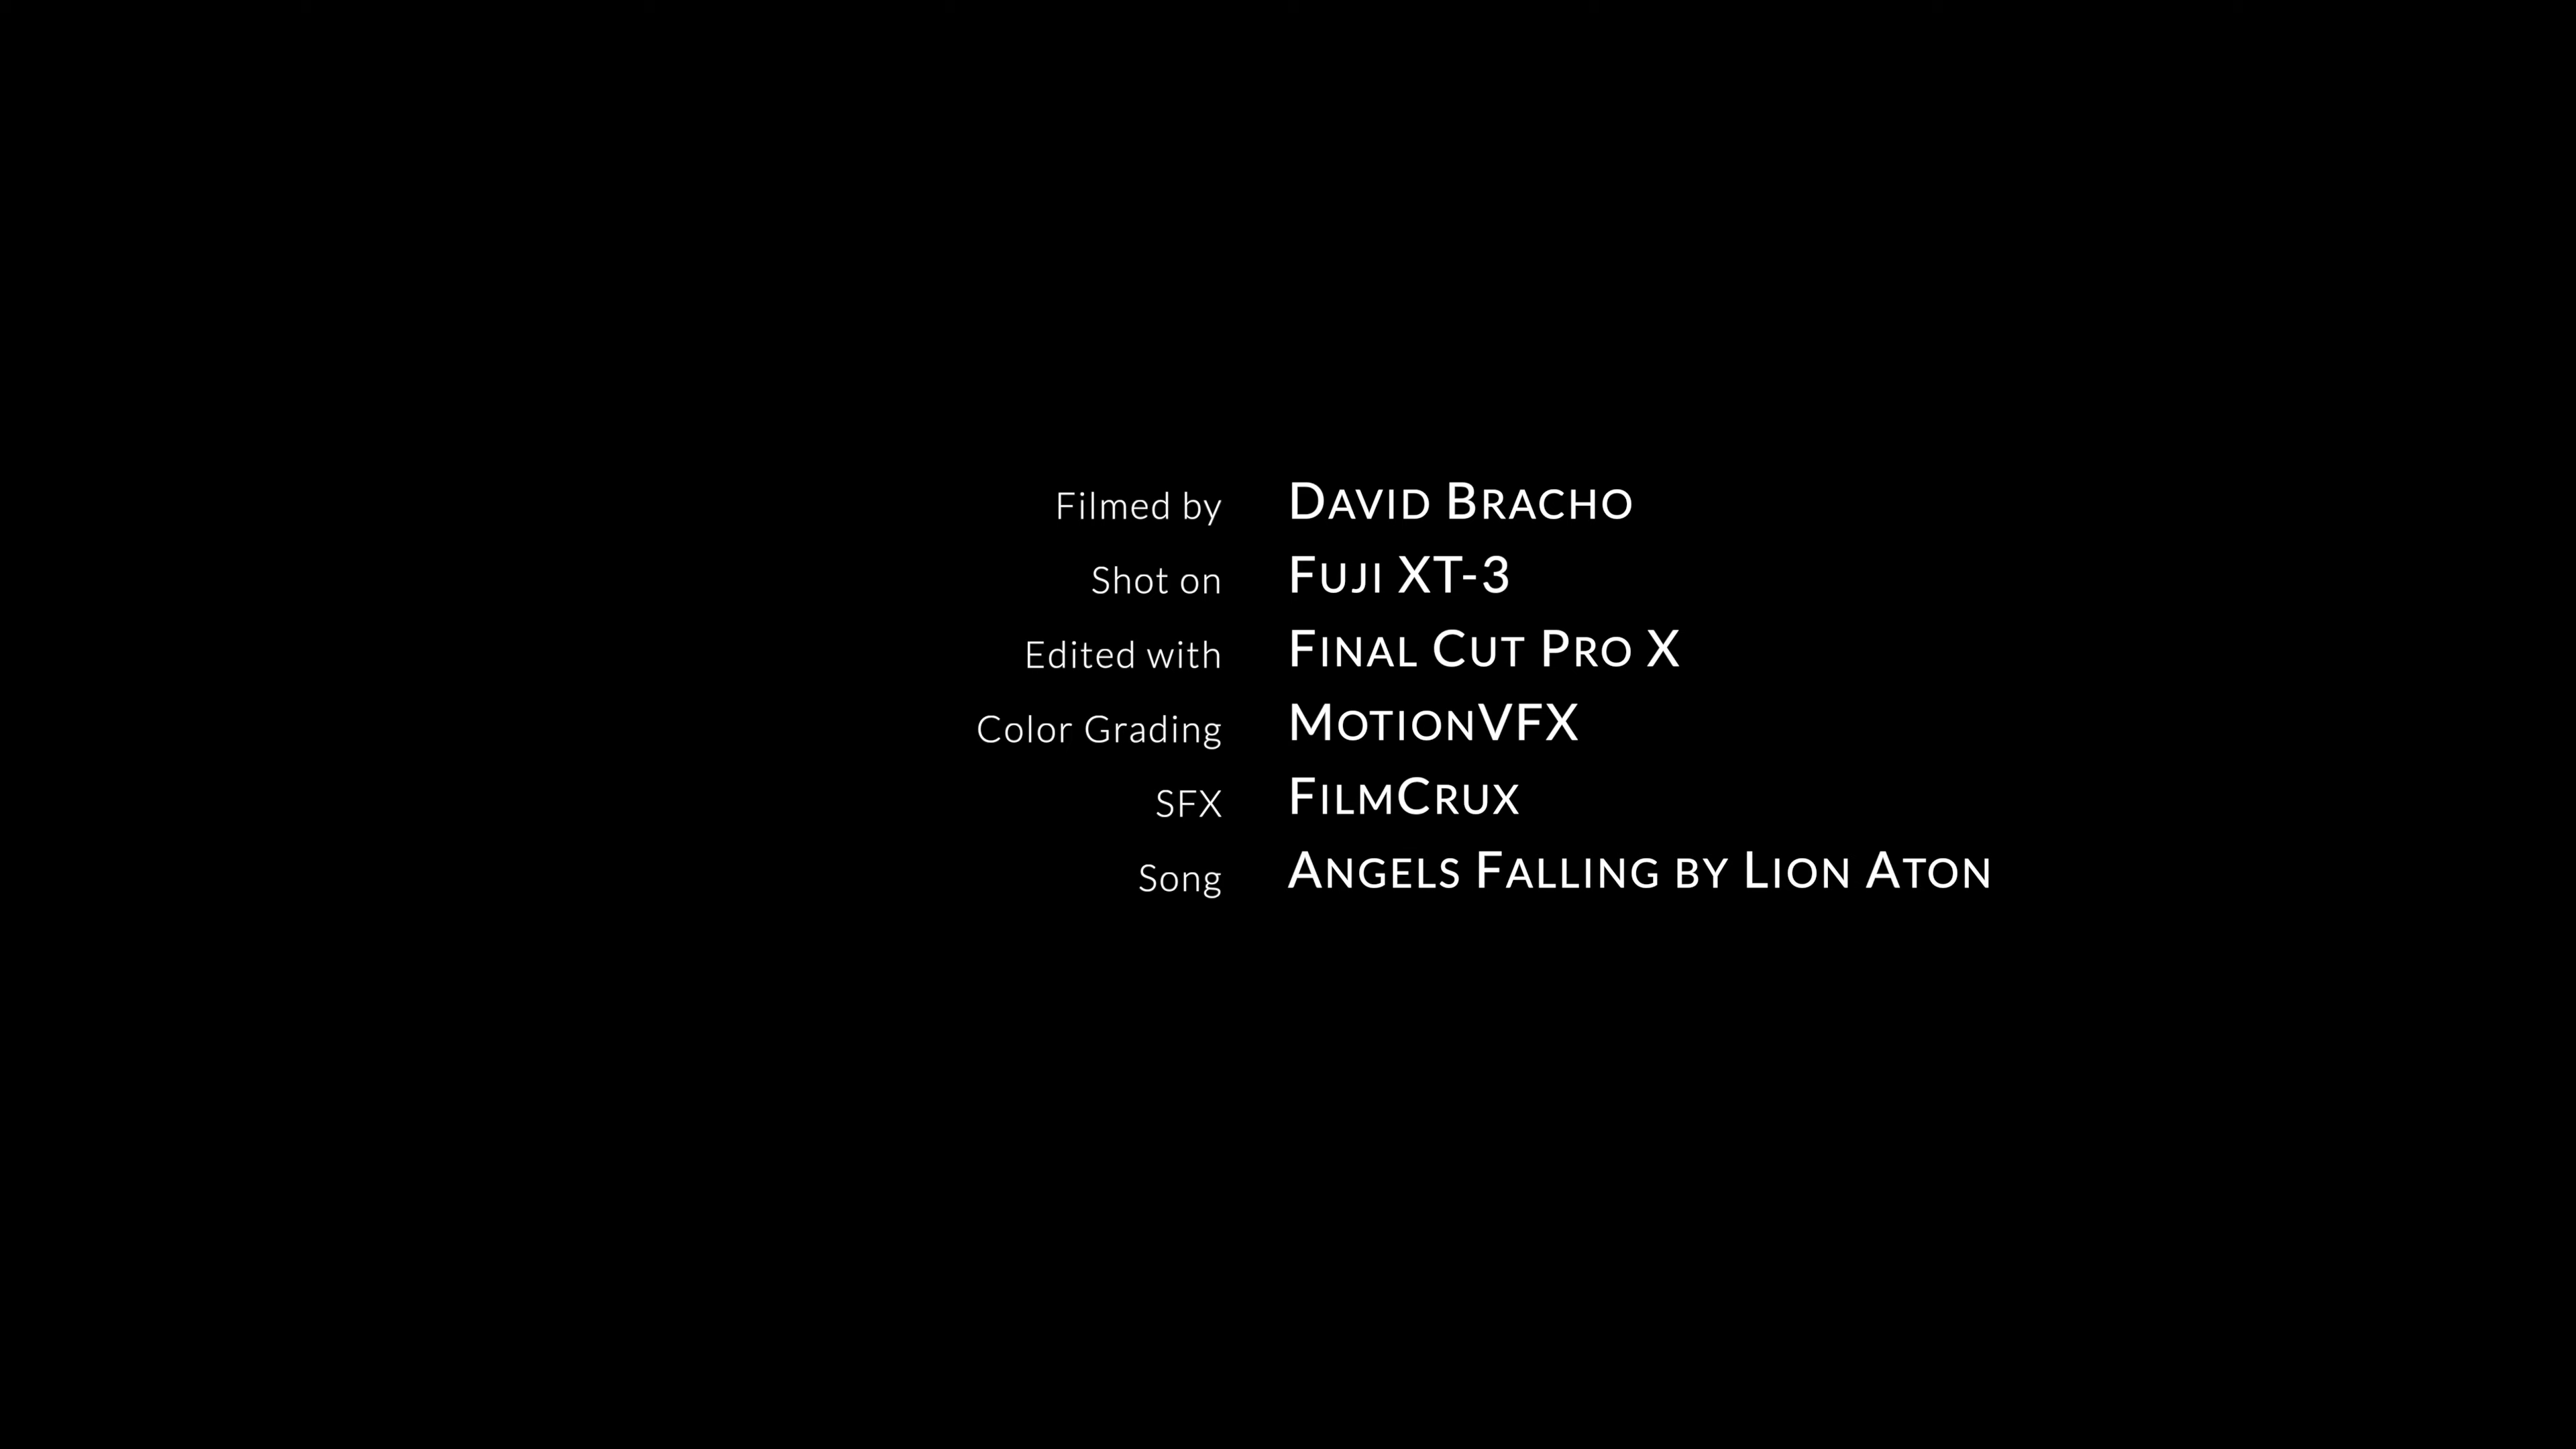 Filmed by David Bracho
Shot on Fuji XT-3
Edited with Final Cut Pro X
Color Grading MotionVFX
SFX FilmCrux
Song Angels Falling by Lion Aton